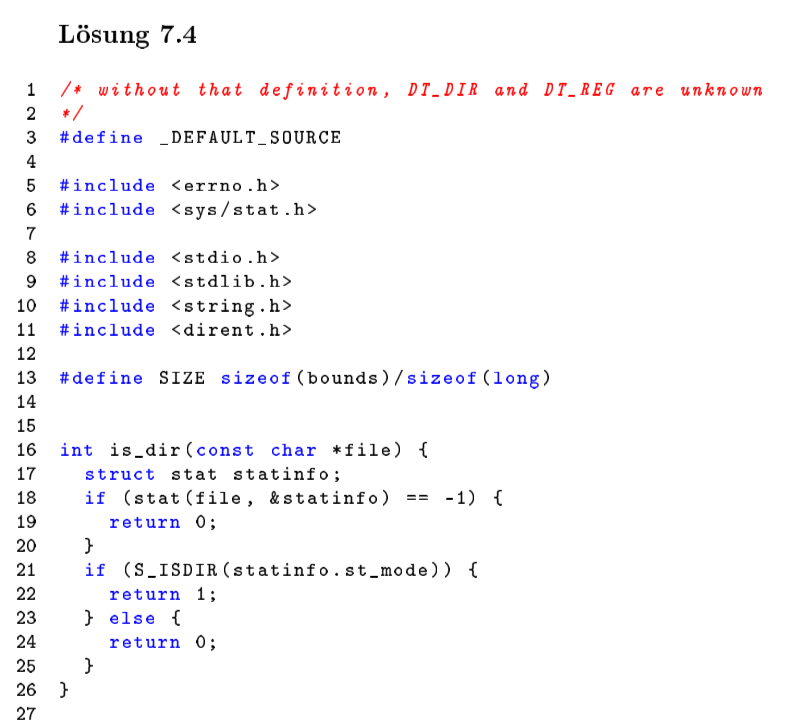 Lösung 7.4
1 /* without that definition, DT_DIR and DT_REG are unknown
2 */
3 #define _DEFAULT_SOURCE
4
5 #include <errno.h>
6 #include <sys/stat.h>
7
8 #include <stdio.h>
9 #include <stdlib.h>
10 #include <string.h>
11 #include <dirent.h>
12
13 #define SIZE sizeof(bounds)/sizeof(long)
14
15
16 int is_dir(const char *file) {
17   struct stat statinfo;
18   if (stat(file, &statinfo) == -1) {
19     return 0;
20   }
21   if (S_ISDIR(statinfo.st_mode)) {
22     return 1;
23   } else {
24     return 0;
25   }
26 }
27